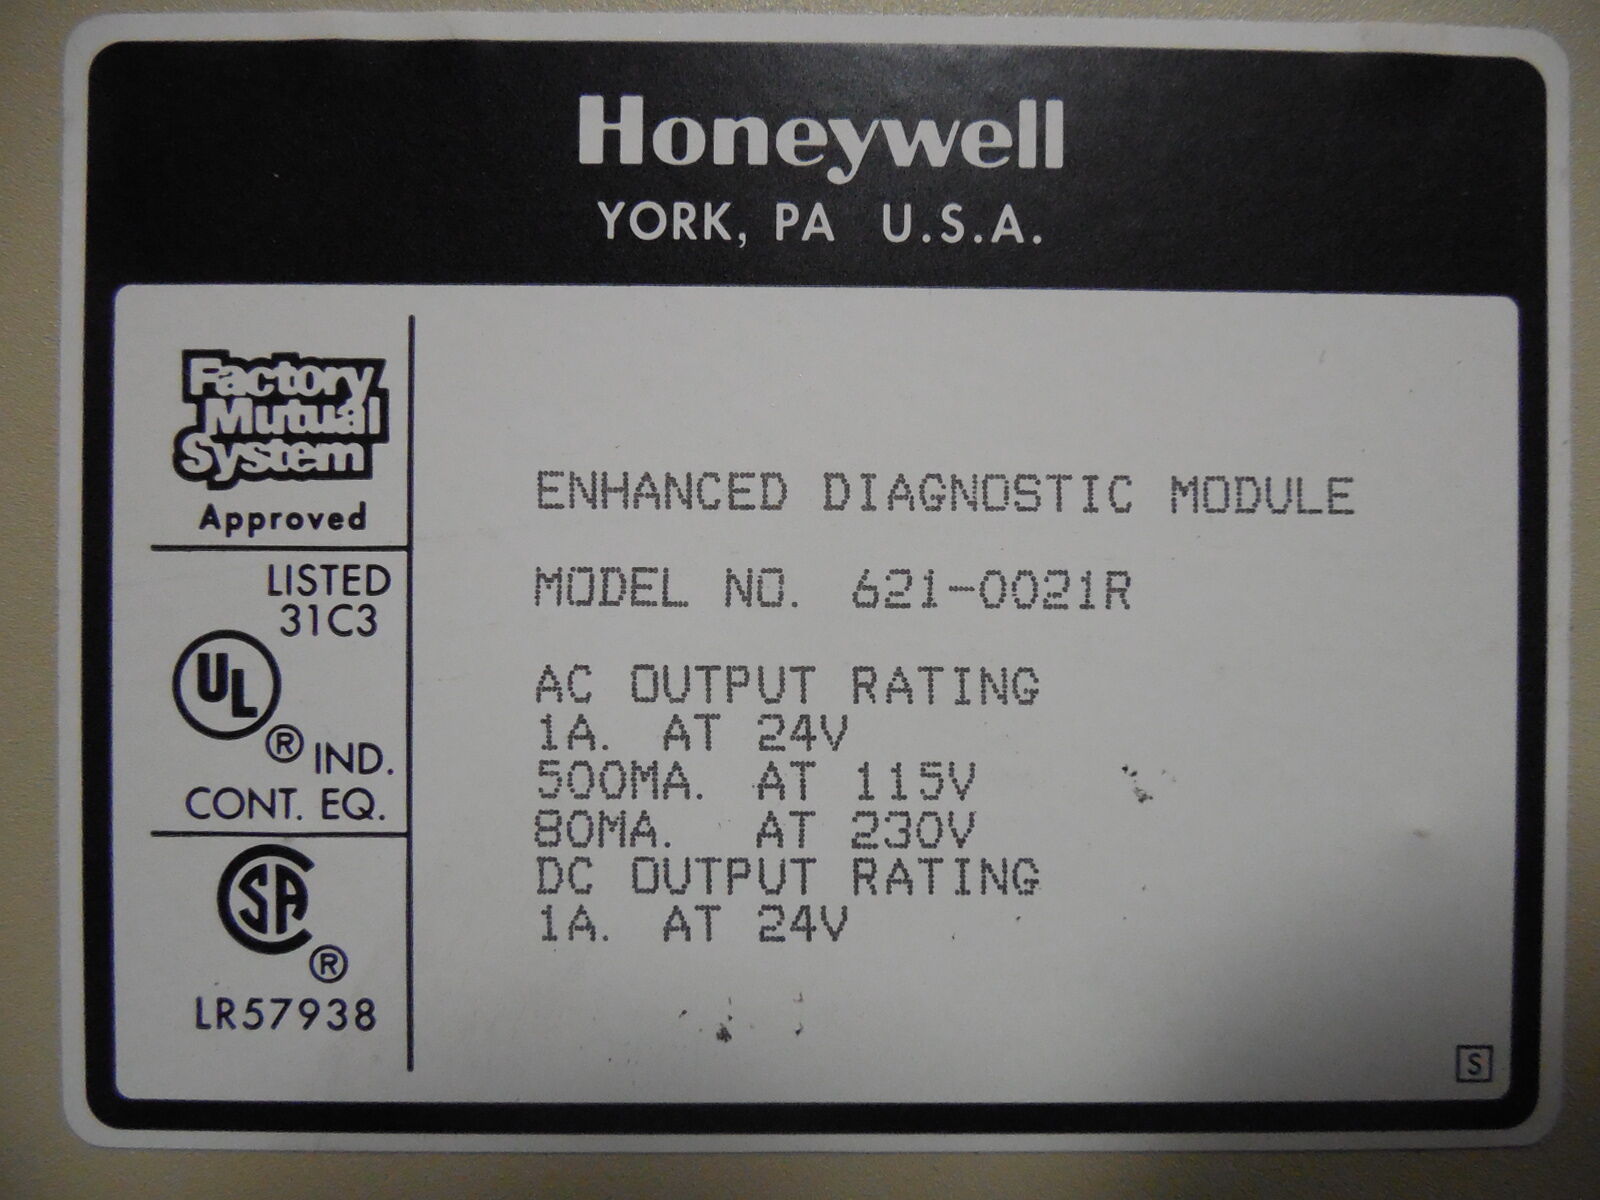 Honeywell
YORK, PA U.S.A.
Factory
Mutual
System
Approved
LISTED
31C3
UL
®
IND.
CONT. EQ.
SA
®
LR57938
ENHANCED DIAGNOSTIC MODULE
MODEL NO. 621-0021R
AC OUTPUT RATING
1A. AT 24V
500MA. AT 115V
80MA. AT 230V
DC OUTPUT RATING
1A. AT 24V
S